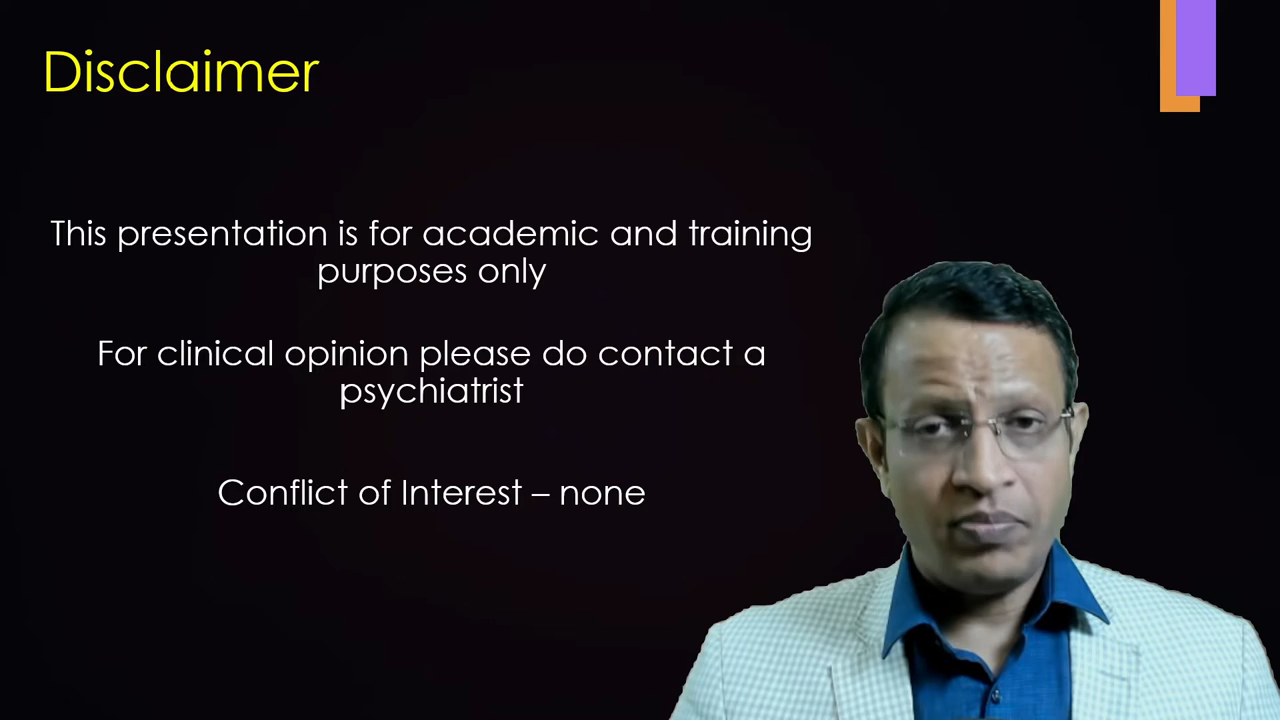 Disclaimer
This presentation is for academic and training
purposes only
For clinical opinion please do contact a
psychiatrist
Conflict of Interest – none